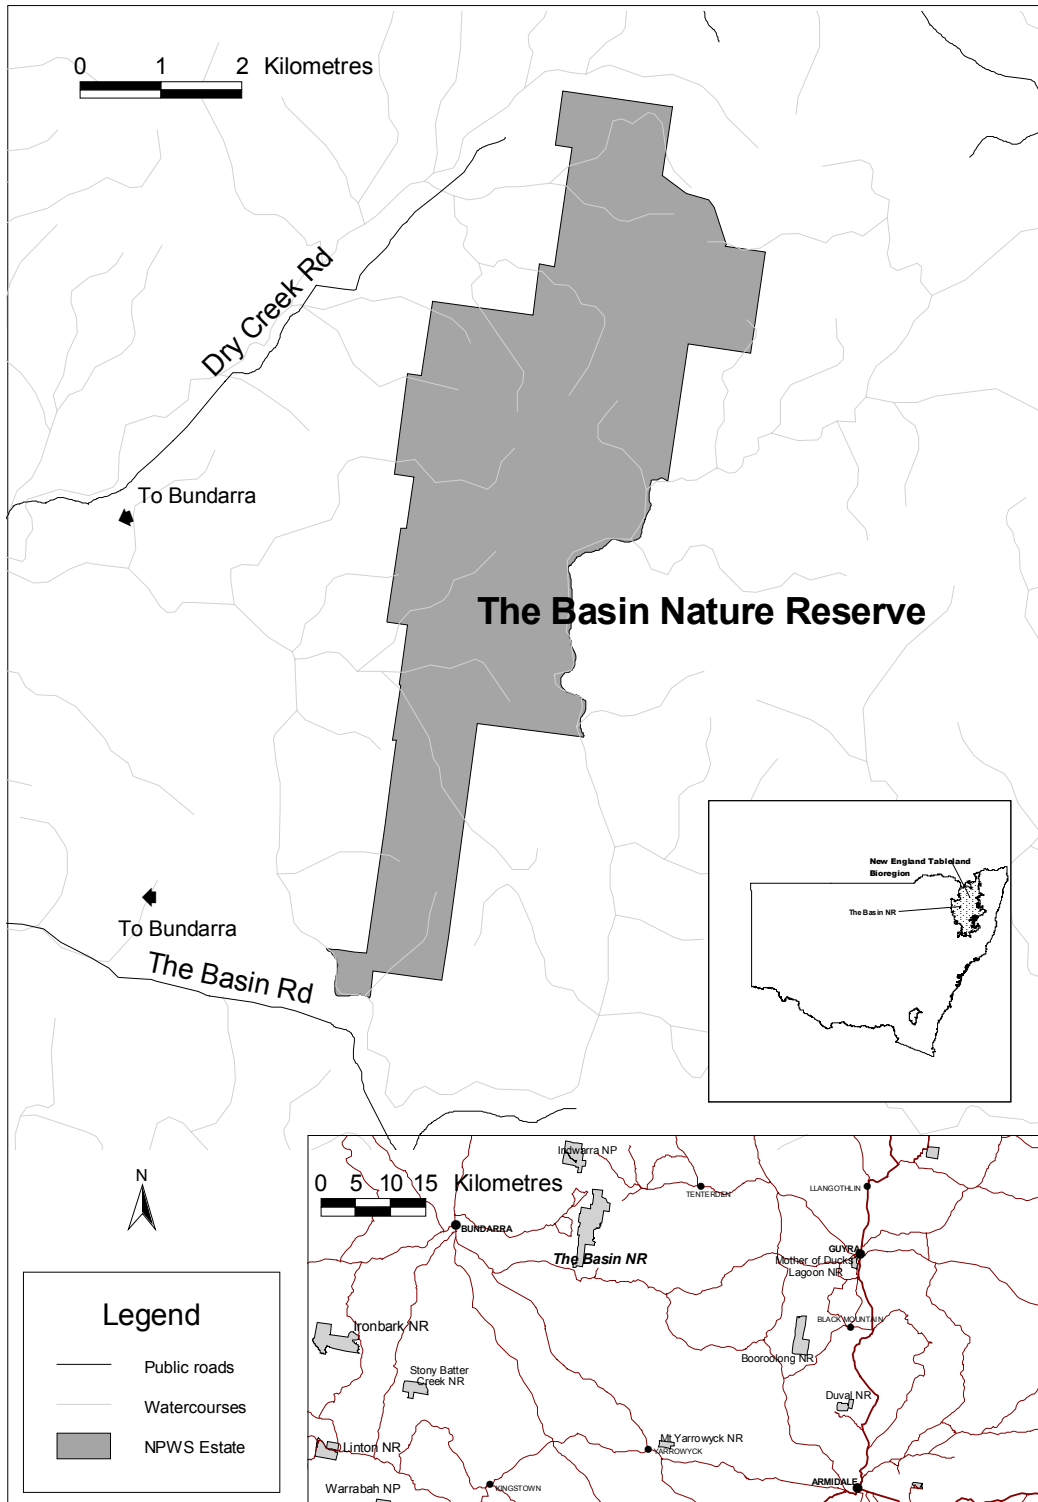 0 1 2 Kilometres
Dry Creek Rd
To Bundarra
The Basin Nature Reserve
New England Tableland
Bioregion
The Basin NR
To Bundarra
The Basin Rd
N
Legend
Public roads
Watercourses
NPWS Estate
Indwarra NP
0 5 10 15 Kilometres
TENTERDEN
LLANGOTHLIN
BUNDARRA
The Basin NR
GUYRA
Mother of Ducks
Lagoon NR
BLACK MOUNTAIN
Ironbark NR
Booroolong NR
Stony Batter
Creek NR
Duval NR
Mt Yarrowyck NR
YARROWYCK
Linton NR
ARMIDALE
KINGSTOWN
Warrabah NP